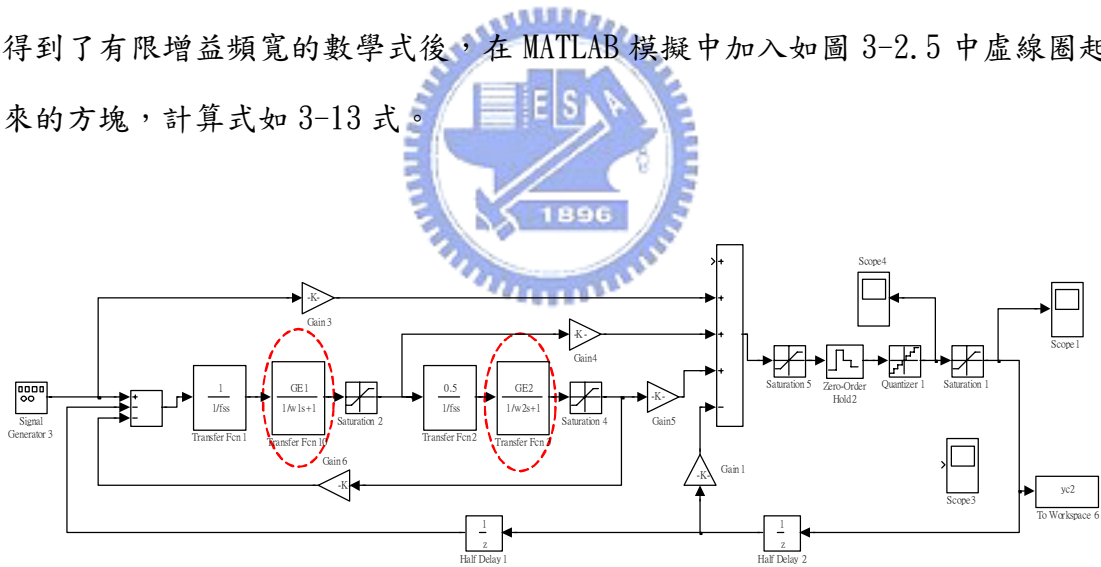 得到了有限增益頻寬的數學式後，在 MATLAB 模擬中加入如圖 3-2.5 中虛線圈起
來的方塊，計算式如 3-13 式。
E S A
1896
Scope4
Scope1
-K-
Gain 3
-K-
Gain4
Signal
Generator 3
1
1/fss
Transfer Fcn 1
GE1
1/w1s+1
Transfer Fcn 10
Saturation 2
0.5
1/fss
Transfer Fcn2
GE2
1/w2s+1
Transfer Fcn
Saturation 4
-K-
Gain5
Saturation 5
Zero-Order
Hold 2
Quantizer 1
Saturation 1
Gain 6
-K
-K-
Gain 1
Scope3
yc2
To Workspace 6
1
z
Half Delay 1
1
z
Half Delay 2